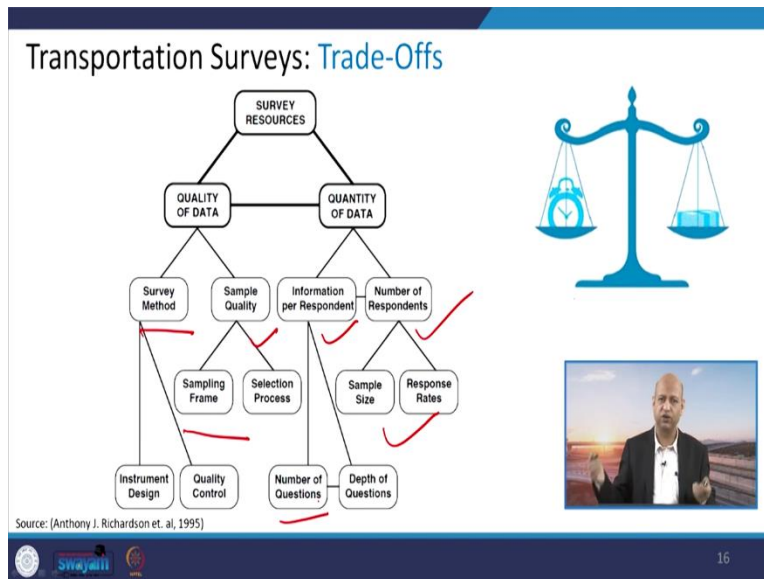 Transportation Surveys: Trade-Offs
SURVEY
RESOURCES
QUALITY
OF DATA
QUANTITY
OF DATA
Survey
Method
Sample
Quality
Information
per Respondent
Number of
Respondents
Sampling
Frame
Selection
Process
Sample
Size
Response
Rates
Instrument
Design
Quality
Control
Number of
Questions
Depth of
Questions
Source: (Anthony J. Richardson et. al, 1995)
swayam
16